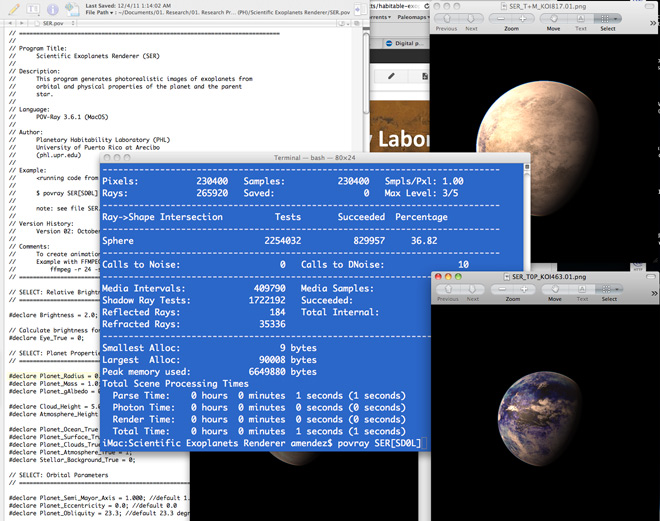 Last Saved: 12/4/11 1:14:02 AM
File Path ▾ : ~/Documents/01. Research/01. Projects/01.
(PH)/Scientific Exoplanets Renderer/SER.pov
SER.pov
// Program Title:
// Scientific Exoplanets Renderer (SER)
//
// Description:
// This program generates photorealistic images of exoplanets from
// orbital and physical properties of the planet and the parent
// star.
//
// Language:
// POV-Ray 3.6.1 (MacOS)
//
// Author:
// Planetary Habitability Laboratory (PHL)
// University of Puerto Rico at Arecibo
// (phl.upr.edu)
//
// Example:
// <running code from
//
// $ povray SER[SD0L]
//
// note: see file SER
//
// Version History:
// Version 02: October
//
// Comments:
// To create animation
// Example with FFMPEG
// ffmpeg -r 24 -
// SELECT: Relative Bright
#declare Brightness = 2.0;
// Calculate brightness fo
#declare Eye_True = 0;
// SELECT: Planet Properti
#declare Planet_Radius = 0
#declare Planet_Mass = 1.0
#declare Planet_gAlbedo =
#declare Cloud_Height = 5.
#declare Atmosphere_Height
#declare Planet_Ocean_True
#declare Planet_Surface_Tr
#declare Planet_Clouds_Tru
#declare Planet_Atmosphere_True = 1;
#declare Stellar_Background_True = 0;
// SELECT: Orbital Parameters
#declare Planet_Semi_Mayor_Axis = 1.000; //default 1.
#declare Planet_Eccentricity = 0.0; // default 0.0
#declare Planet_Obliquity = 23.3; //default 23.3 degr
ts/habitable-exo
Paleomaps
Digital p
y Labor
Terminal — bash — 80×24
Pixels: 230400 Samples: 230400 Smpls/Pxl: 1.00
Rays: 265920 Saved: 0 Max Level: 3/5
Ray->Shape Intersection Tests Succeeded Percentage
Sphere 2254032 829957 36.82
Calls to Noise: 0 Calls to DNoise: 10
Media Intervals: 409790 Media Samples:
Shadow Ray Tests: 1722192 Succeeded:
Reflected Rays: 184 Total Internal:
Refracted Rays: 35336
Smallest Alloc: 9 bytes
Largest Alloc: 90008 bytes
Peak memory used: 6649880 bytes
Total Scene Processing Times
Parse Time: 0 hours 0 minutes 1 seconds (1 seconds)
Photon Time: 0 hours 0 minutes 0 seconds (0 seconds)
Render Time: 0 hours 0 minutes 0 seconds (0 seconds)
Total Time: 0 hours 0 minutes 1 seconds (1 seconds)
iMac:Scientific Exoplanets Renderer amendez$ povray SER[SD0L]
SER_T+M_KOI817.01.png
Previous Next Zoom Move Select
SER_TOP_KOI463.01.png
Previous Next Zoom Move Select